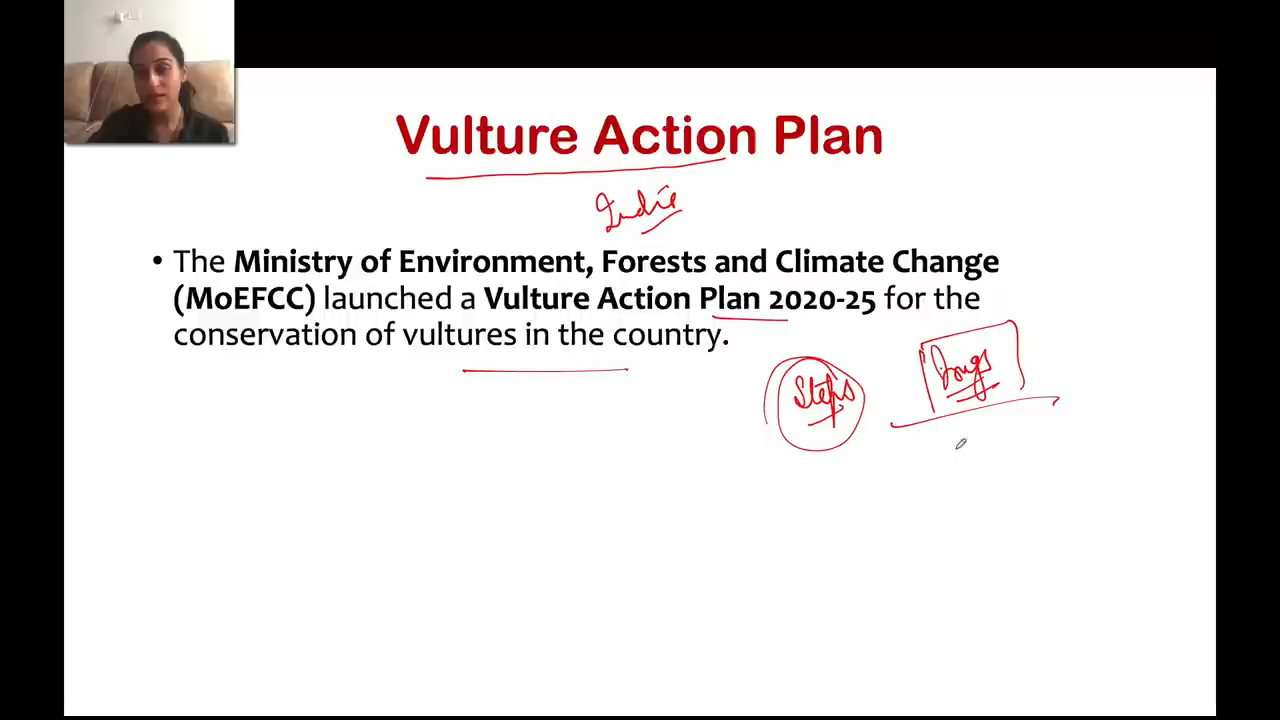 Vulture Action Plan
India
• The Ministry of Environment, Forests and Climate Change
(MoEFCC) launched a Vulture Action Plan 2020-25 for the
conservation of vultures in the country.
Steps
Drugs